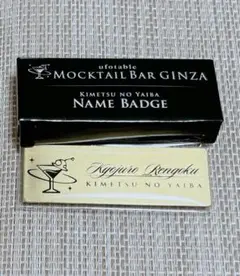 ufotable
MOCKTAIL BAR GINZA
KIMETSU NO YAIBA
NAME BADGE
Kyojuro Rengoku
KIMETSU NO YAIBA